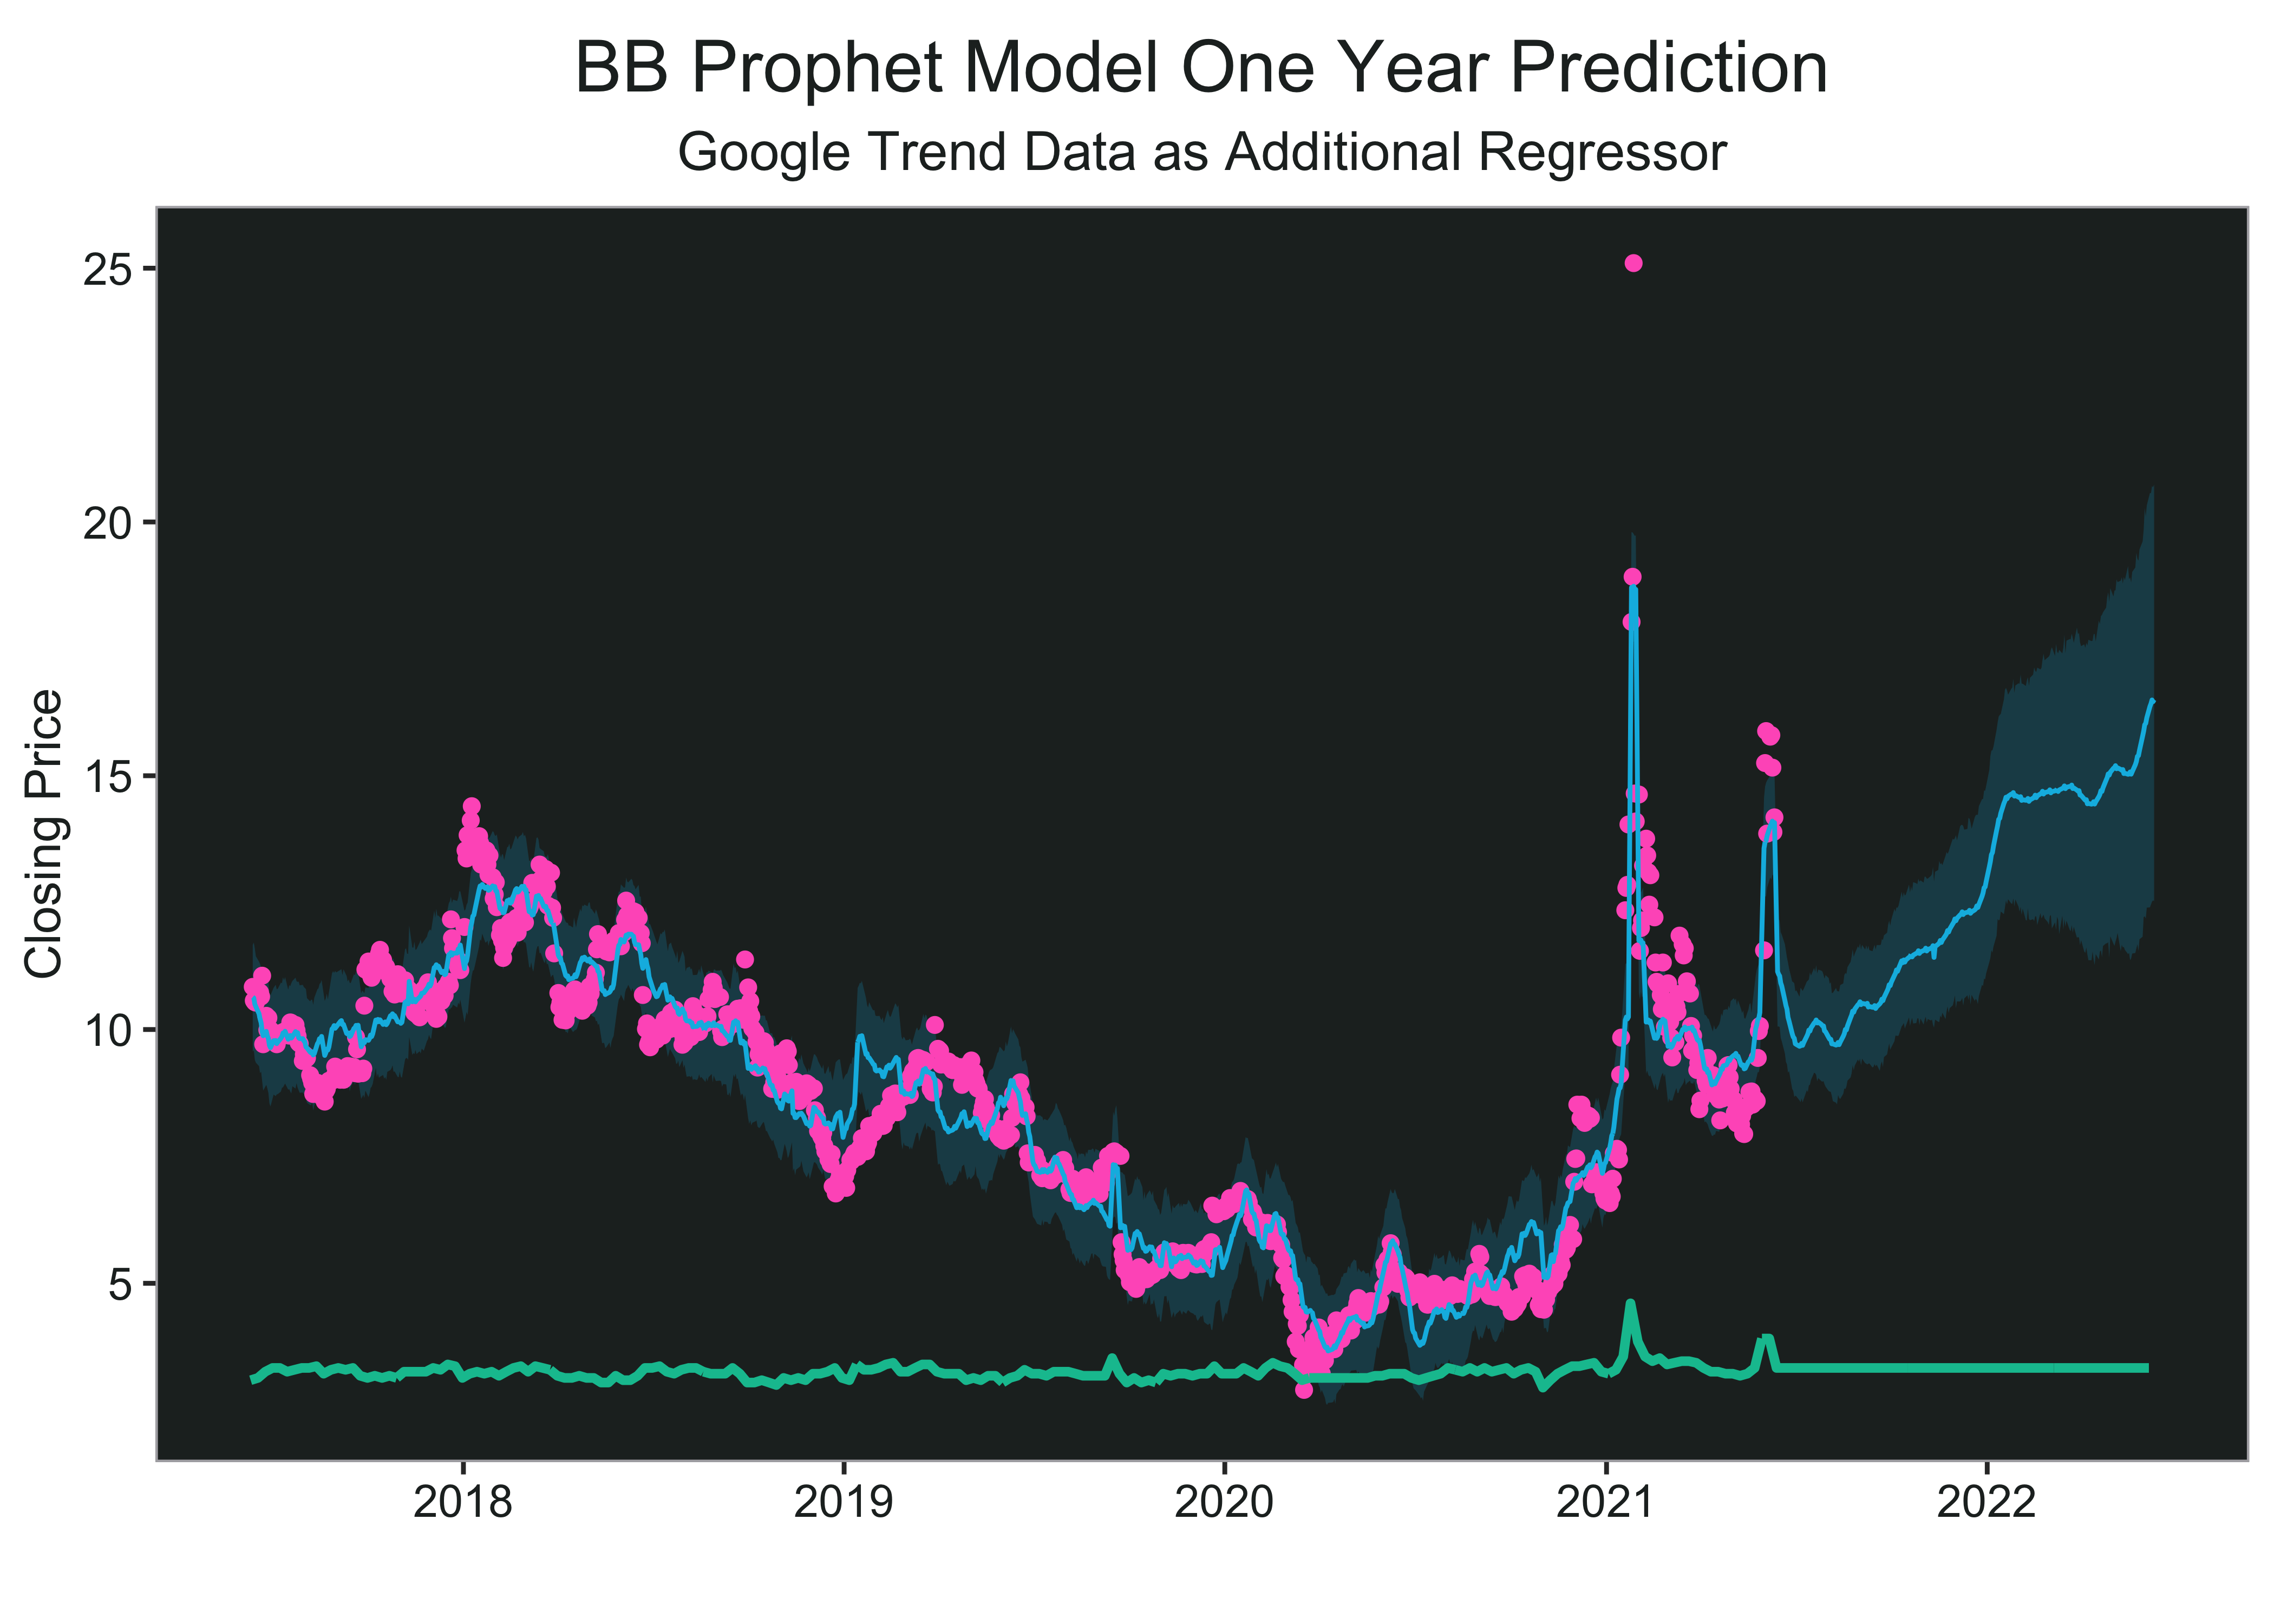 BB Prophet Model One Year Prediction
Google Trend Data as Additional Regressor
25
20
15
10
5
Closing Price
2018 2019 2020 2021 2022